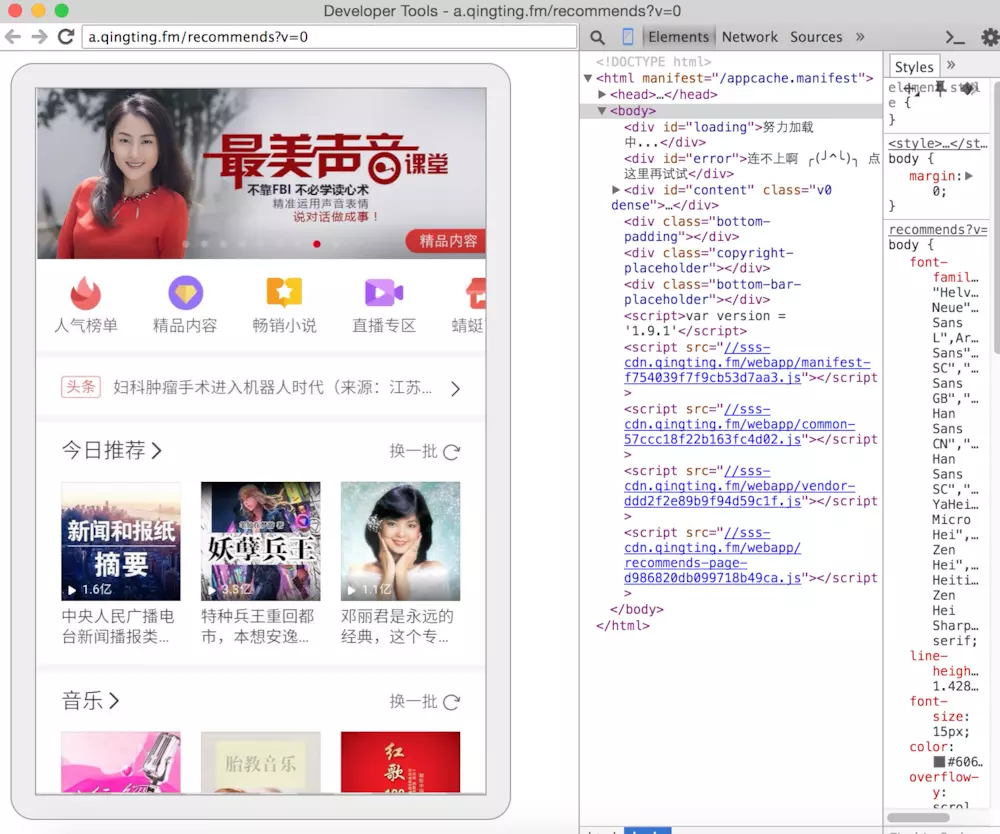 Developer Tools - a.qingting.fm/recommends?v=0
a.qingting.fm/recommends?v=0
最美声音课堂
不靠FBI 不必学读心术
精准运用声音表情
说对话做成事！
精品内容
人气榜单
精品内容
畅销小说
直播专区
蜻蜓
头条
妇科肿瘤手术进入机器人时代（来源：江苏...
今日推荐
换一批
新闻和报纸
摘要
1.6亿
中央人民广播电
台新闻播报类...
妖孽兵王
3.3亿
特种兵王重回都
市，本想安逸...
1.1亿
邓丽君是永远的
经典，这个专...
音乐
换一批
胎教音乐
红歌
100
Elements Network Sources »
<!DOCTYPE html>
<html manifest="/appcache.manifest">
<head>…</head>
<body>
<div id="loading">努力加载
中...</div>
<div id="error">连不上啊 ╭(╯^╰)╮ 点
这里再试试</div>
<div id="content" class="v0
dense">…</div>
<div class="bottom-
padding"></div>
<div class="copyright-
placeholder"></div>
<div class="bottom-bar-
placeholder"></div>
<script>var version =
'1.9.1'</script>
<script src="//sss-
cdn.qingting.fm/webapp/manifest-
f754039f7f9cb53d7aa3.js"></script
>
<script src="//sss-
cdn.qingting.fm/webapp/common-
57ccc18f22b163fc4d02.js"></script
>
<script src="//sss-
cdn.qingting.fm/webapp/vendor-
ddd2f2e89b9f94d59c1f.js"></script
>
<script src="//sss-
cdn.qingting.fm/webapp/
recommends-page-
d986820db099718b49ca.js"></script
>
</body>
</html>
Styles »
element.style
{
}
<style>…</st…
body {
margin:
0;
}
recommends?v=
body {
font-
famil…
"Helv…
Neue"…
Sans
L",Ar…
Sans"…
SC","…
Sans
GB","…
Han
Sans
CN","…
Han
Sans
SC","…
YaHei…
Micro
Hei",…
Zen
Hei",…
Heiti…
Zen
Hei
Sharp…
serif;
line-
heigh…
1.428…
font-
size:
15px;
color:
#606…
overflow-
y:
scrol